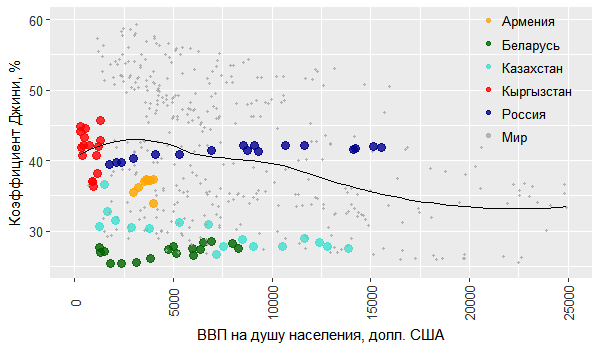 Коэффициент Джини, %
60
50
40
30
0
5000
10000
15000
20000
25000
ВВП на душу населения, долл. США
Армения
Беларусь
Казахстан
Кыргызстан
Россия
Мир